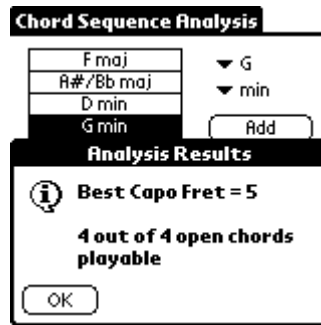 Chord Sequence Analysis
F maj
G
A#/Bb maj
min
D min
G min
Add
Analysis Results
Best Capo Fret = 5
4 out of 4 open chords
playable
OK